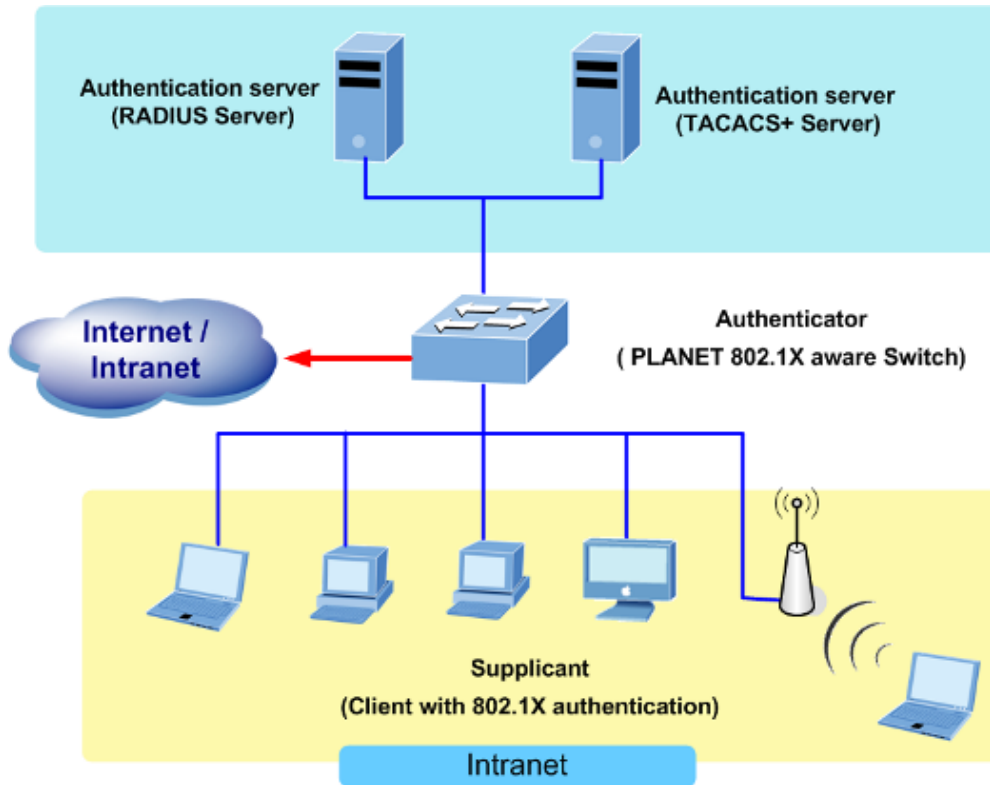 Authentication server
(RADIUS Server)
Authentication server
(TACACS+ Server)
Internet /
Intranet
Authenticator
( PLANET 802.1X aware Switch)
Supplicant
(Client with 802.1X authentication)
Intranet